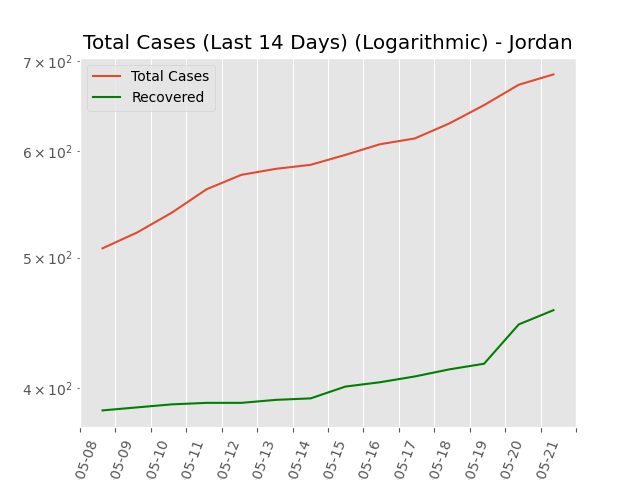 Total Cases (Last 14 Days) (Logarithmic) - Jordan
Total Cases
Recovered
7 × 10²
6 × 10²
5 × 10²
4 × 10²
05-08
05-09
05-10
05-11
05-12
05-13
05-14
05-15
05-16
05-17
05-18
05-19
05-20
05-21